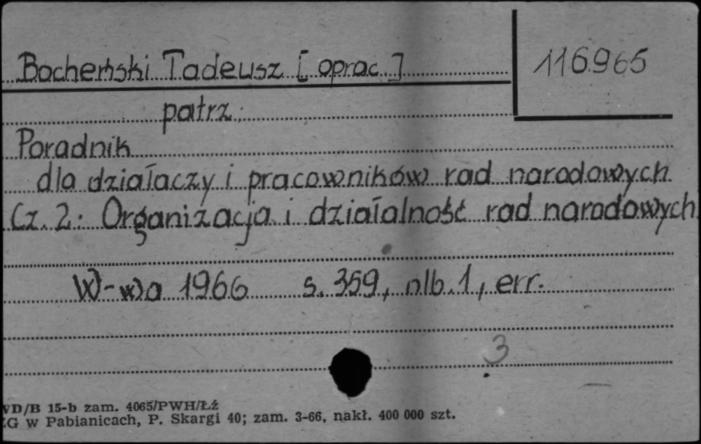 Bocheński Tadeusz [oprac.]
116965
patrz:
Poradnik
dla działaczy i pracowników rad narodowych
Cz. 2: Organizacja i działalność rad narodowych
W-wa 1966 s. 359, nlb. 1, err.
3
VD/B 15-b zam. 4065/PWH/Łź
ZG w Pabianicach, P. Skargi 40; zam. 3-66, nakł. 400 000 szt.